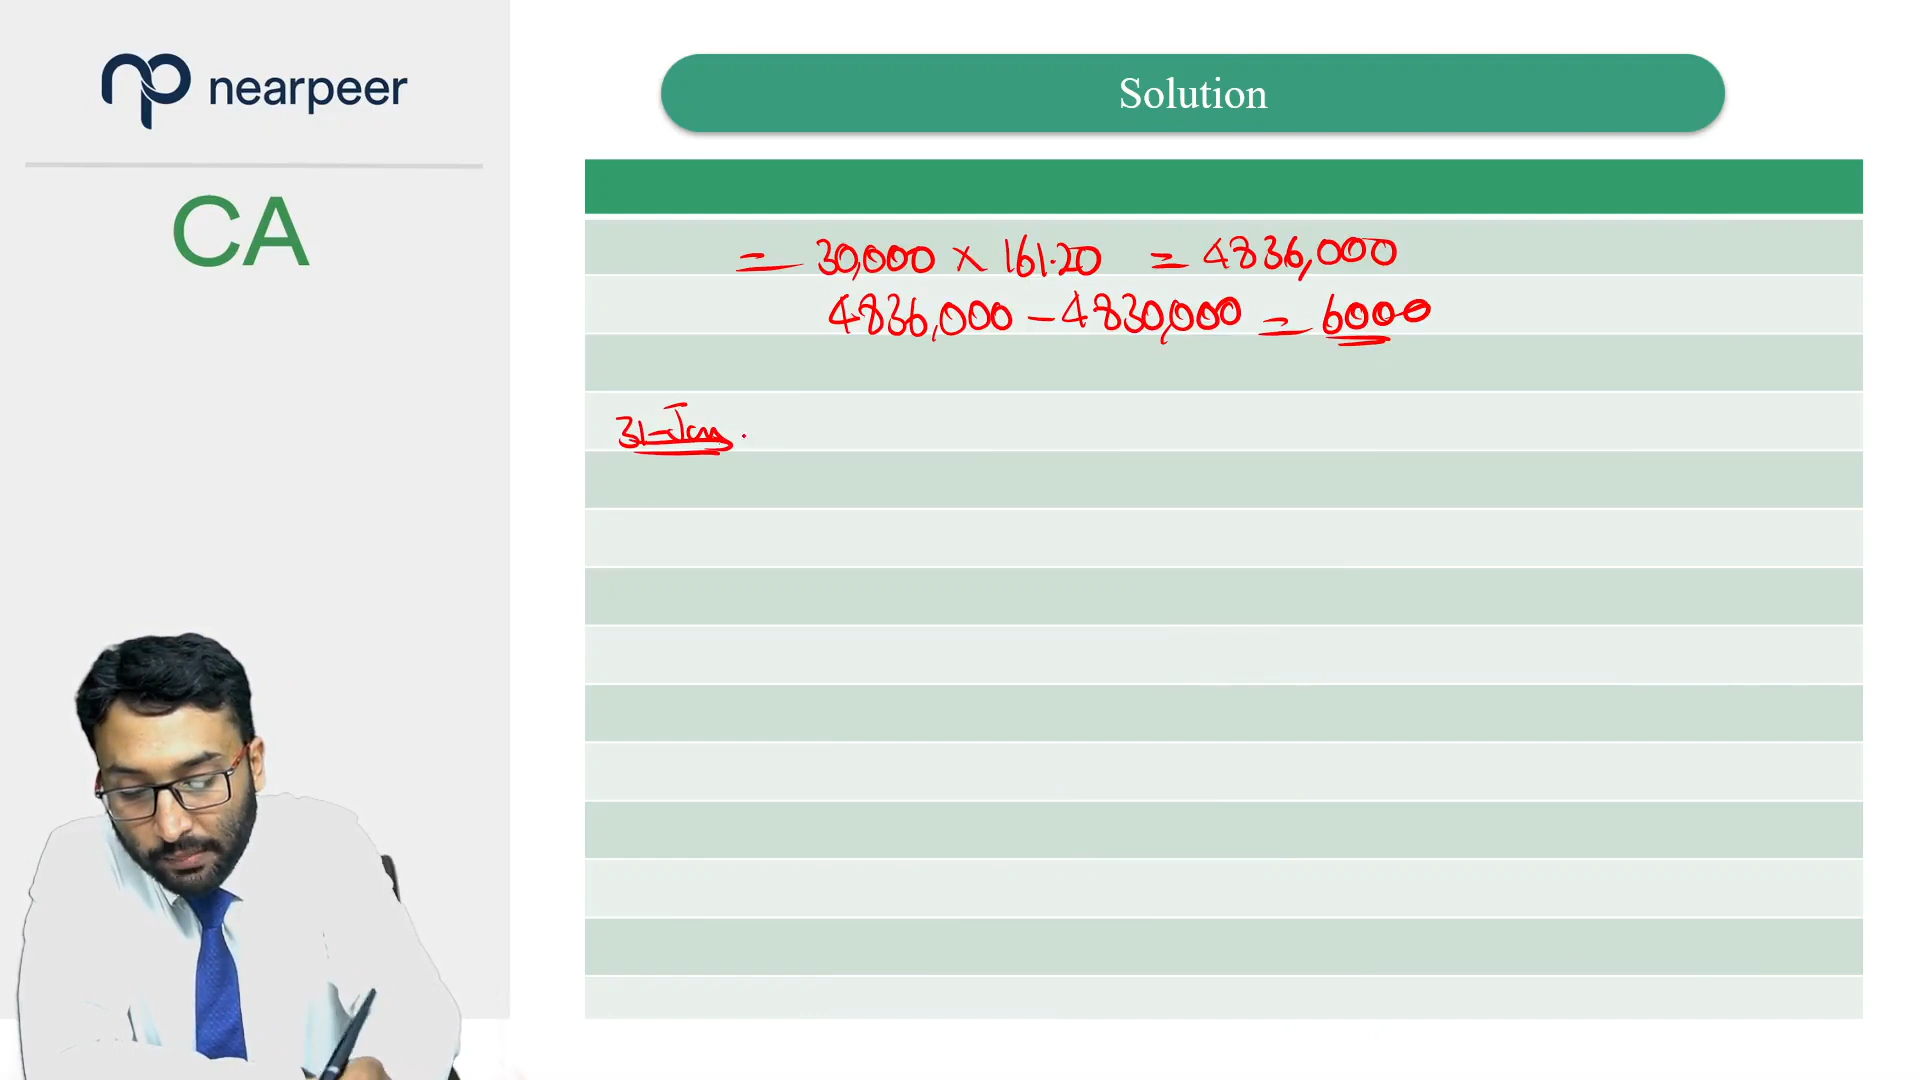 nearpeer
CA
Solution
= 30,000 × 161.20 = 4836,000
4836,000 - 4830,000 = 6000
31-Jan.